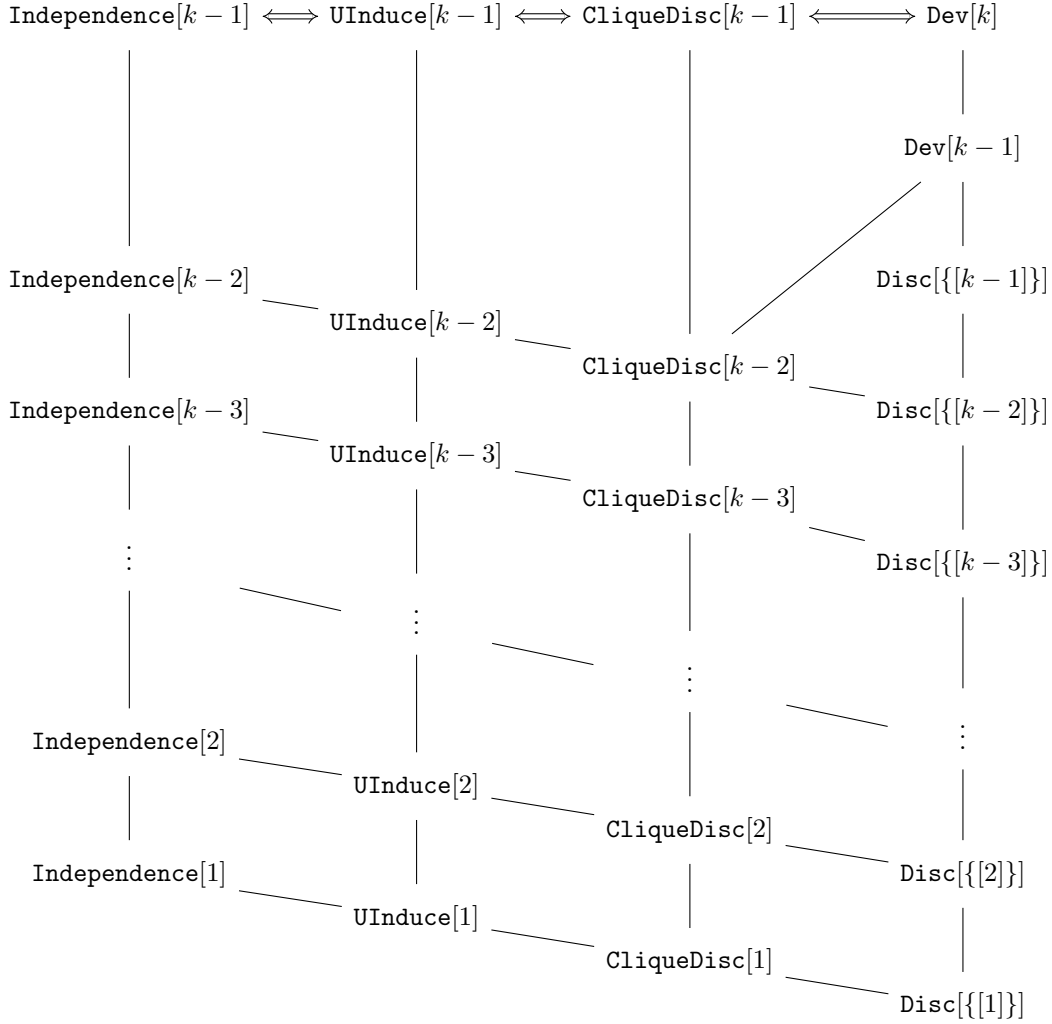 Independence[k − 1] ⟺ UInduce[k − 1] ⟺ CliqueDisc[k − 1] ⟺ Dev[k]
Dev[k − 1]
Independence[k − 2]
Disc[{[k − 1]}]
UInduce[k − 2]
CliqueDisc[k − 2]
Independence[k − 3]
Disc[{[k − 2]}]
UInduce[k − 3]
CliqueDisc[k − 3]
Disc[{[k − 3]}]
⋮
⋮
⋮
⋮
Independence[2]
UInduce[2]
CliqueDisc[2]
Independence[1]
Disc[{[2]}]
UInduce[1]
CliqueDisc[1]
Disc[{[1]}]